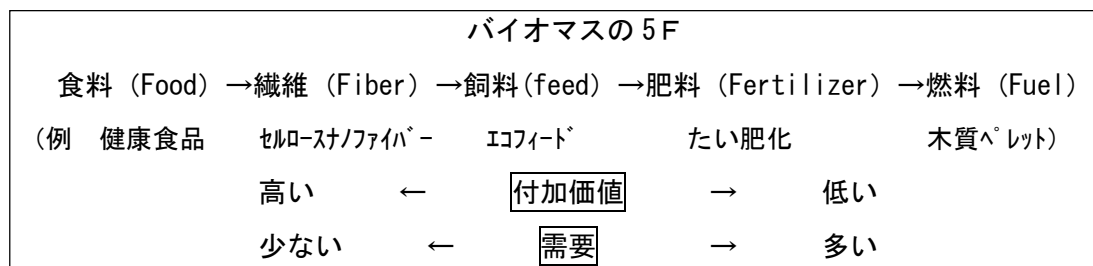 バイオマスの5F
食料（Food）→繊維（Fiber）→飼料(feed）→肥料（Fertilizer）→燃料（Fuel）
（例　健康食品　ｾﾙﾛｰｽﾅﾉﾌｧｲﾊﾞｰ　ｴｺﾌｨｰﾄﾞ　たい肥化　木質ﾍﾟﾚｯﾄ）
高い　←　付加価値　→　低い
少ない　←　需要　→　多い